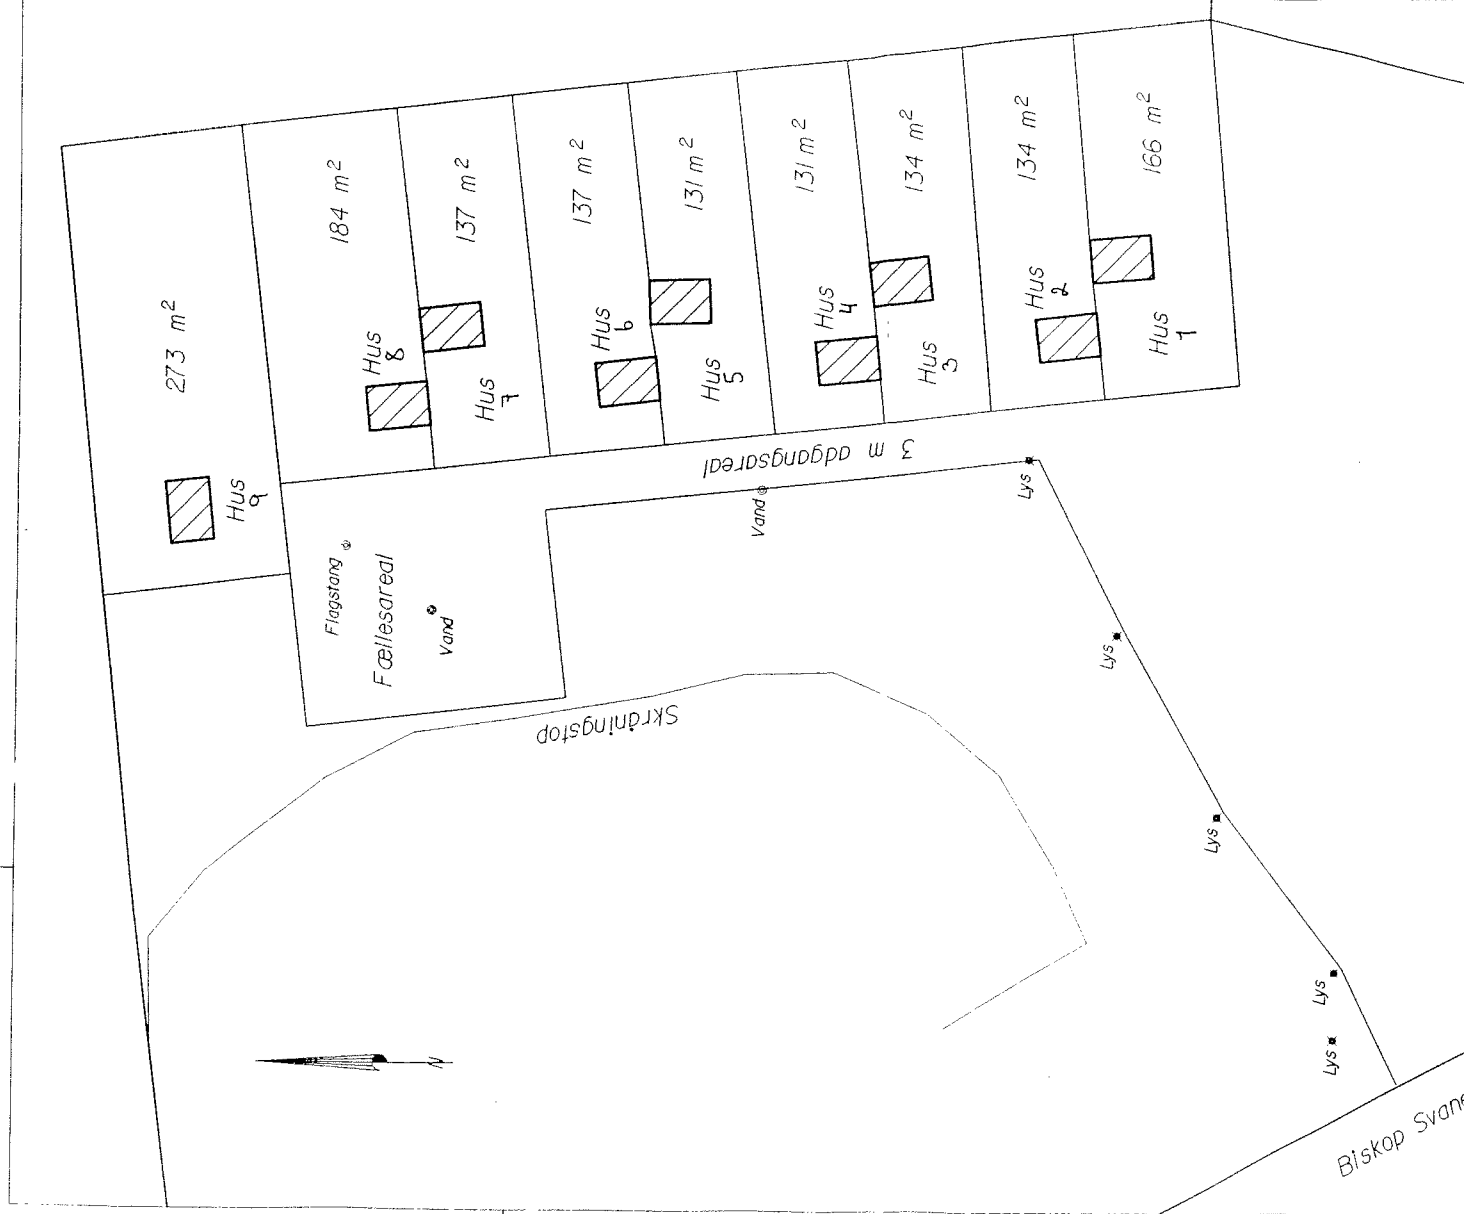 273 m²
184 m²
137 m²
137 m²
131 m²
131 m²
134 m²
134 m²
166 m²
Hus
9
Hus
8
Hus
7
Hus
6
Hus
5
Hus
4
Hus
3
Hus
2
Hus
1
3 m adgangsareal
Flagstang
Fællesareal
Vand
Vand
Skråningstop
Lys
Lys
Lys
Lys
Lys
N
Biskop Svane